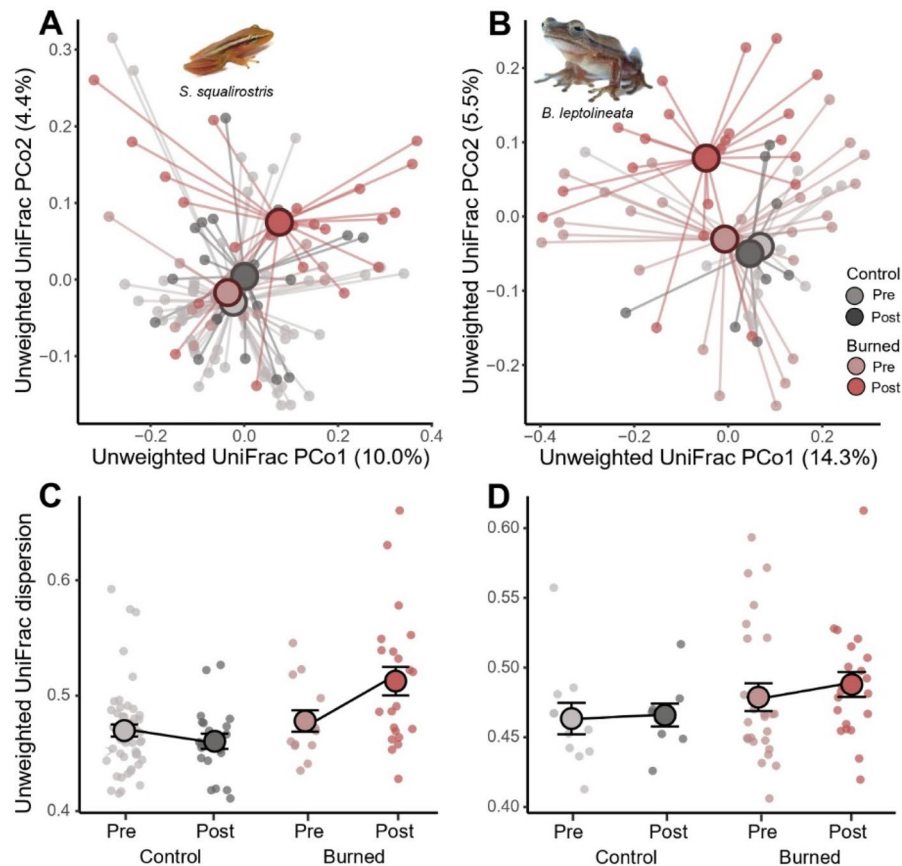 A
B
S. squalirostris
B. leptolineata
Unweighted UniFrac PCo2 (4.4%)
0.3
0.2
0.1
0.0
−0.1
−0.2
0.0
0.2
0.4
Unweighted UniFrac PCo1 (10.0%)
Unweighted UniFrac PCo2 (5.5%)
0.2
0.1
0.0
−0.1
−0.2
−0.4
−0.2
0.0
0.2
Unweighted UniFrac PCo1 (14.3%)
Control
Pre
Post
Burned
Pre
Post
C
D
Unweighted UniFrac dispersion
0.6
0.5
0.4
Pre
Post
Pre
Post
Control
Burned
0.60
0.55
0.50
0.45
0.40
Pre
Post
Pre
Post
Control
Burned